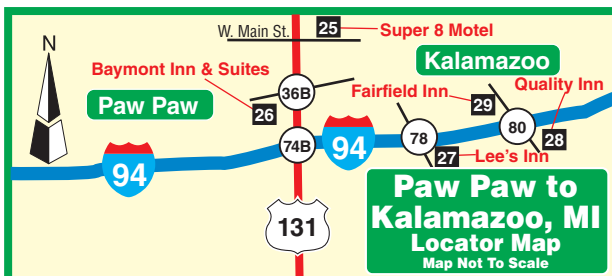 W. Main St.
25
Super 8 Motel
N
Baymont Inn & Suites
Kalamazoo
Quality Inn
36B
Fairfield Inn
29
Paw Paw
26
80
78
28
74B
94
27
Lee's Inn
94
131
Paw Paw to
Kalamazoo, MI
Locator Map
Map Not To Scale